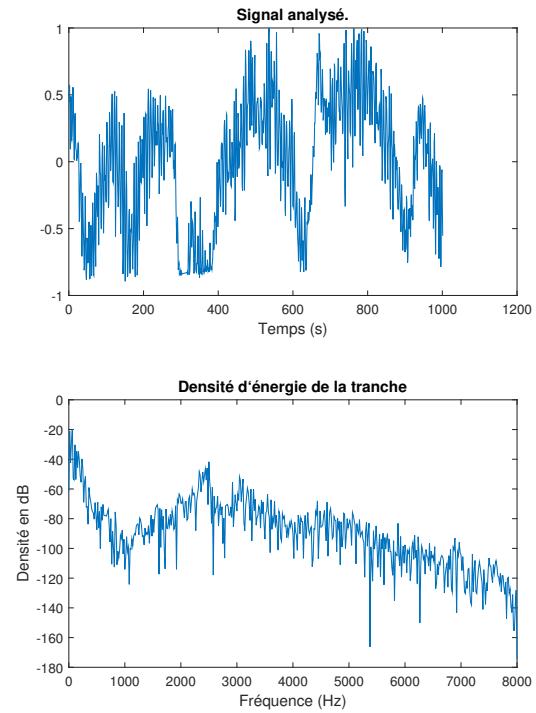 Signal analysé.
1
0.5
0
-0.5
-1
0 200 400 600 800 1000 1200
Temps (s)
Densité d‘énergie de la tranche
0
-20
-40
-60
-80
-100
-120
-140
-160
-180
Densité en dB
0 1000 2000 3000 4000 5000 6000 7000 8000
Fréquence (Hz)